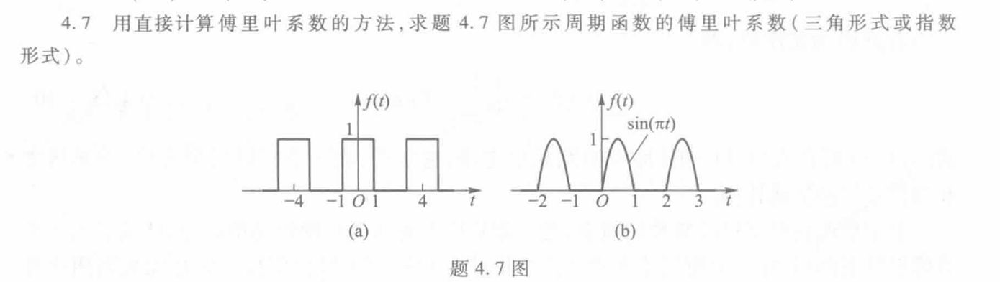 4.7 用直接计算傅里叶系数的方法,求题 4.7 图所示周期函数的傅里叶系数(三角形式或指数
形式)。
f(t)
1
-4 -1 O 1 4 t
(a)
f(t)
sin(πt)
1
-2 -1 O 1 2 3 t
(b)
题 4.7 图